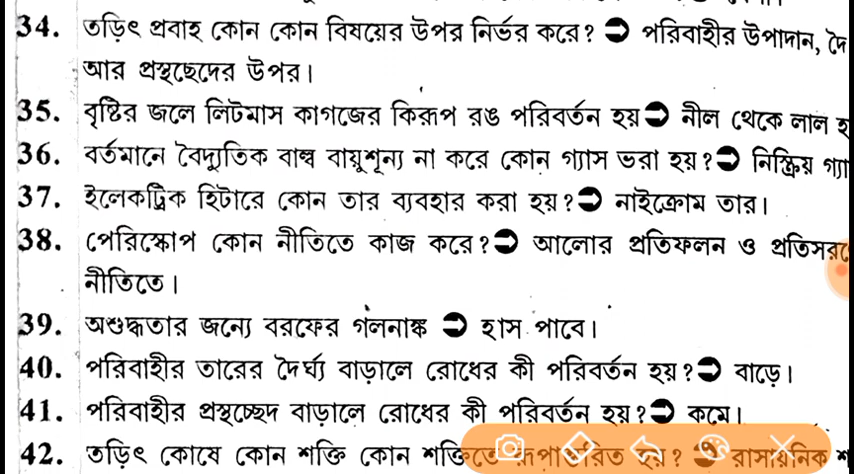 34. তড়িৎ প্রবাহ কোন কোন বিষয়ের উপর নির্ভর করে? ➲ পরিবাহীর উপাদান, দৈ
আর প্রস্থচ্ছেদের উপর।
35. বৃষ্টির জলে লিটমাস কাগজের কিরূপ রঙ পরিবর্তন হয় ➲ নীল থেকে লাল হ
36. বর্তমানে বৈদ্যুতিক বাল্ব বায়ুশূন্য না করে কোন গ্যাস ভরা হয়? ➲ নিষ্ক্রিয় গ্যা
37. ইলেকট্রিক হিটারে কোন তার ব্যবহার করা হয়? ➲ নাইক্রোম তার।
38. পেরিস্কোপ কোন নীতিতে কাজ করে? ➲ আলোর প্রতিফলন ও প্রতিসরণে
নীতিতে।
39. অশুদ্ধতার জন্যে বরফের গলনাঙ্ক ➲ হ্রাস পাবে।
40. পরিবাহীর তারের দৈর্ঘ্য বাড়ালে রোধের কী পরিবর্তন হয়? ➲ বাড়ে।
41. পরিবাহীর প্রস্থচ্ছেদ বাড়ালে রোধের কী পরিবর্তন হয়? ➲ কমে।
42. তড়িৎ কোষে কোন শক্তি কোন শক্তিতে রূপান্তরিত হয়? ➲ রাসায়নিক শ